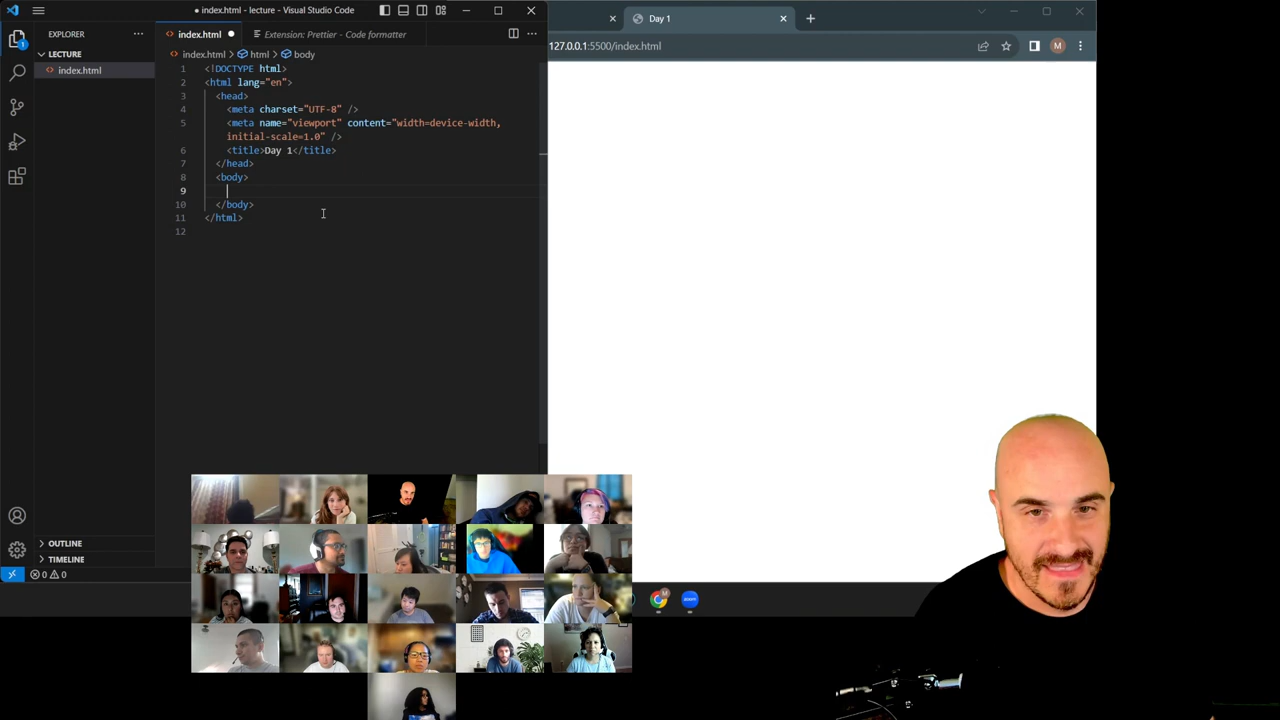 ● index.html - lecture - Visual Studio Code
EXPLORER
LECTURE
index.html
OUTLINE
TIMELINE
1
0 0
index.html ●
Extension: Prettier - Code formatter
index.html > html > body
1 <!DOCTYPE html>
2 <html lang="en">
3 <head>
4 <meta charset="UTF-8" />
5 <meta name="viewport" content="width=device-width,
initial-scale=1.0" />
6 <title>Day 1</title>
7 </head>
8 <body>
9
10 </body>
11 </html>
12
Day 1
127.0.0.1:5500/index.html
M
zoom